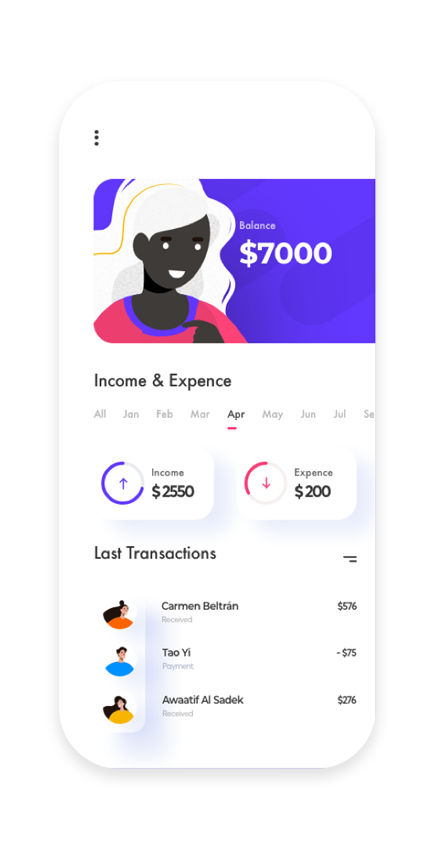 Balance
$7000
Income & Expence
All Jan Feb Mar Apr May Jun Jul Se
Income
$2550
Expence
$200
Last Transactions
Carmen Beltrán $576
Received
Tao Yi - $75
Payment
Awaatif Al Sadek $276
Received